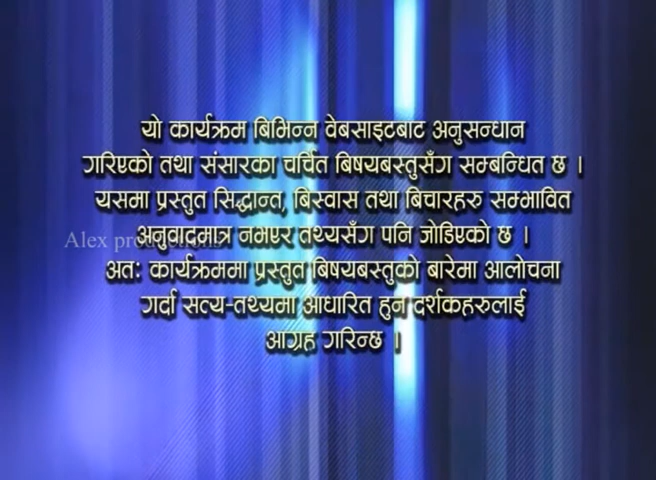 यो कार्यक्रम बिभिन्न वेबसाइटबाट अनुसन्धान
गरिएको तथा संसारका चर्चित बिषयबस्तुसँग सम्बन्धित छ ।
यसमा प्रस्तुत सिद्धान्त, बिस्वास तथा बिचारहरु सम्भावित
अनुवादमात्र नभएर तथ्यसँग पनि जोडिएको छ ।
Alex productions
अतः कार्यक्रममा प्रस्तुत बिषयबस्तुको बारेमा आलोचना
गर्दा सत्य-तथ्यमा आधारित हुन दर्शकहरुलाई
आग्रह गरिन्छ ।